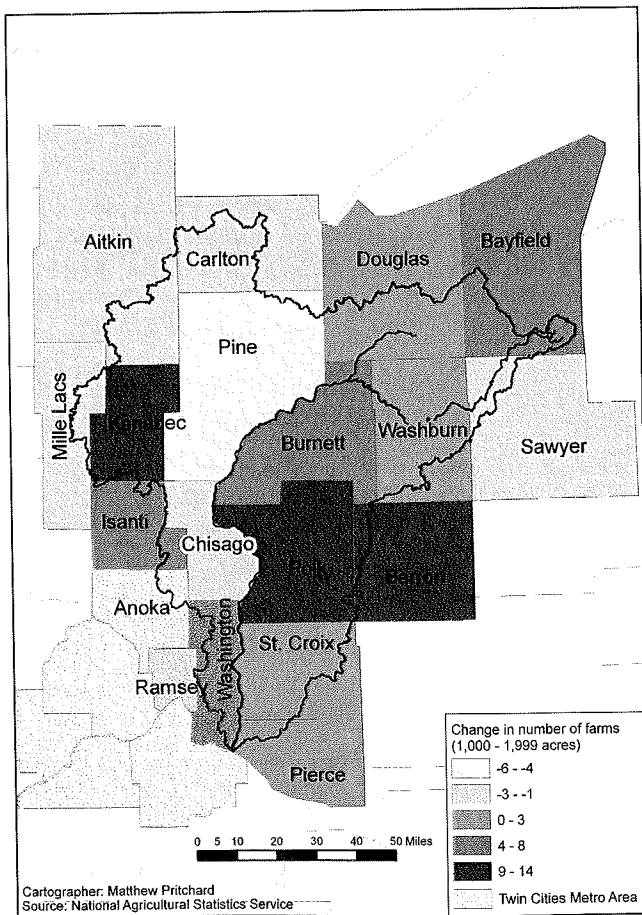 Aitkin
Carlton
Douglas
Bayfield
Pine
Mille Lacs
Kanabec
Burnett
Washburn
Sawyer
Isanti
Chisago
Polk
Barron
Anoka
Washington
St. Croix
Ramsey
Pierce
Change in number of farms
(1,000 - 1,999 acres)
-6 - -4
-3 - -1
0 - 3
4 - 8
9 - 14
Twin Cities Metro Area
0 5 10 20 30 40 50 Miles
Cartographer: Matthew Pritchard
Source: National Agricultural Statistics Service